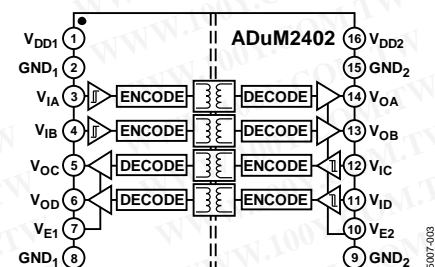 ADuM2402
VDD1 1
16 VDD2
GND1 2
15 GND2
VIA 3 ENCODE DECODE 14 VOA
VIB 4 ENCODE DECODE 13 VOB
VOC 5 DECODE ENCODE 12 VIC
VOD 6 DECODE ENCODE 11 VID
VE1 7
10 VE2
GND1 8
9 GND2
5007-003